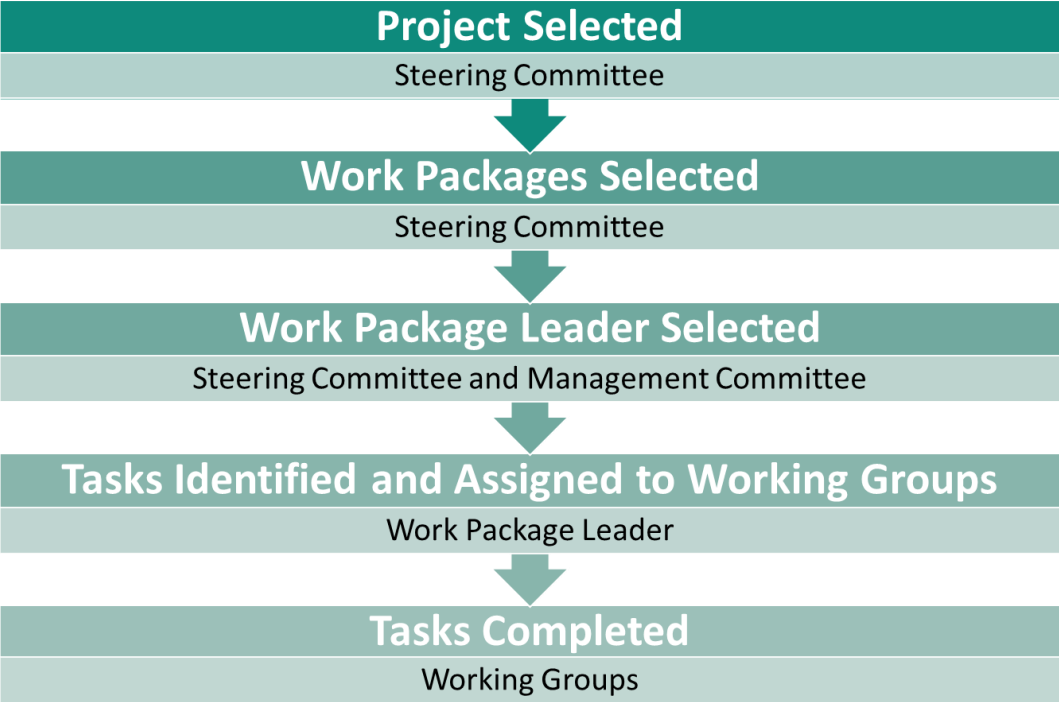 Project Selected
Steering Committee
Work Packages Selected
Steering Committee
Work Package Leader Selected
Steering Committee and Management Committee
Tasks Identified and Assigned to Working Groups
Work Package Leader
Tasks Completed
Working Groups